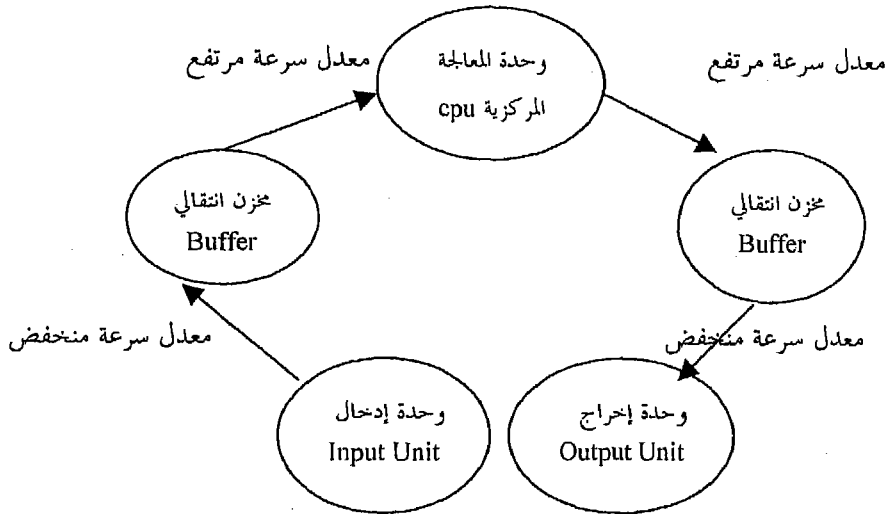 وحدة المعالجة
المركزية cpu
معدل سرعة مرتفع
معدل سرعة مرتفع
مخزن انتقالي
Buffer
مخزن انتقالي
Buffer
معدل سرعة منخفض
معدل سرعة منخفض
وحدة إخراج
Output Unit
وحدة إدخال
Input Unit